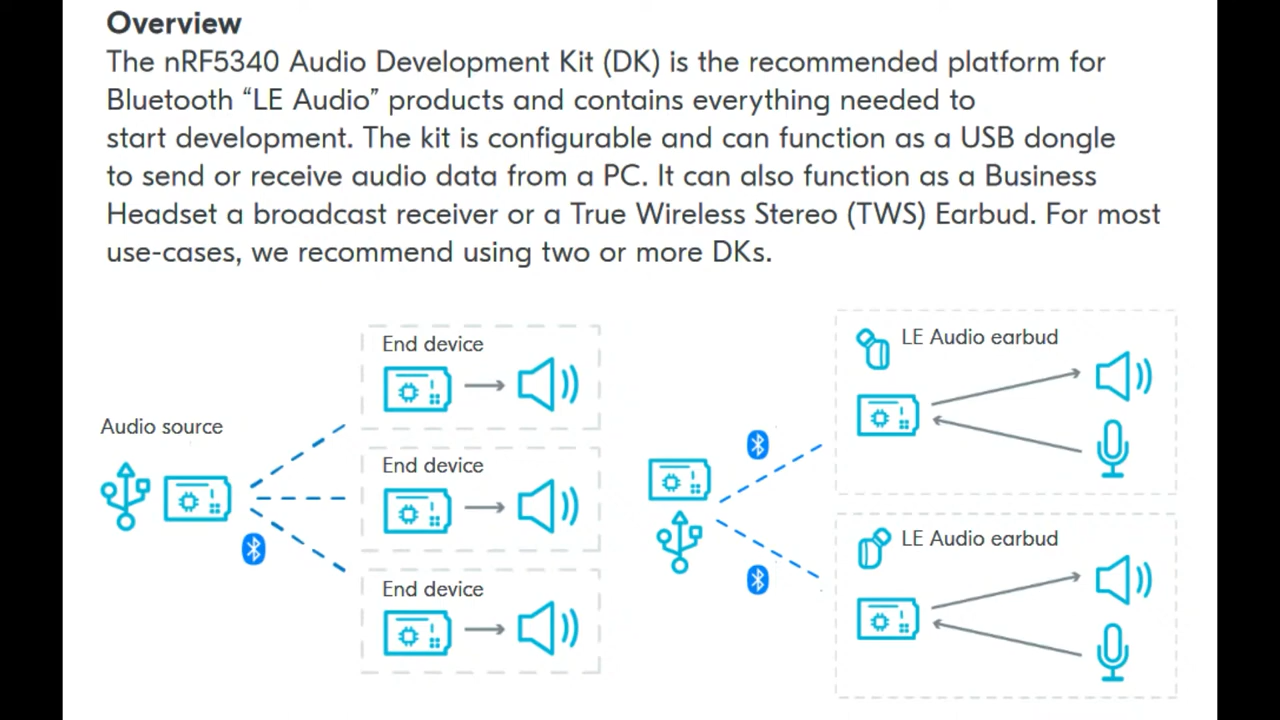 Overview
The nRF5340 Audio Development Kit (DK) is the recommended platform for
Bluetooth “LE Audio” products and contains everything needed to
start development. The kit is configurable and can function as a USB dongle
to send or receive audio data from a PC. It can also function as a Business
Headset a broadcast receiver or a True Wireless Stereo (TWS) Earbud. For most
use-cases, we recommend using two or more DKs.
Audio source
End device
End device
End device
LE Audio earbud
LE Audio earbud